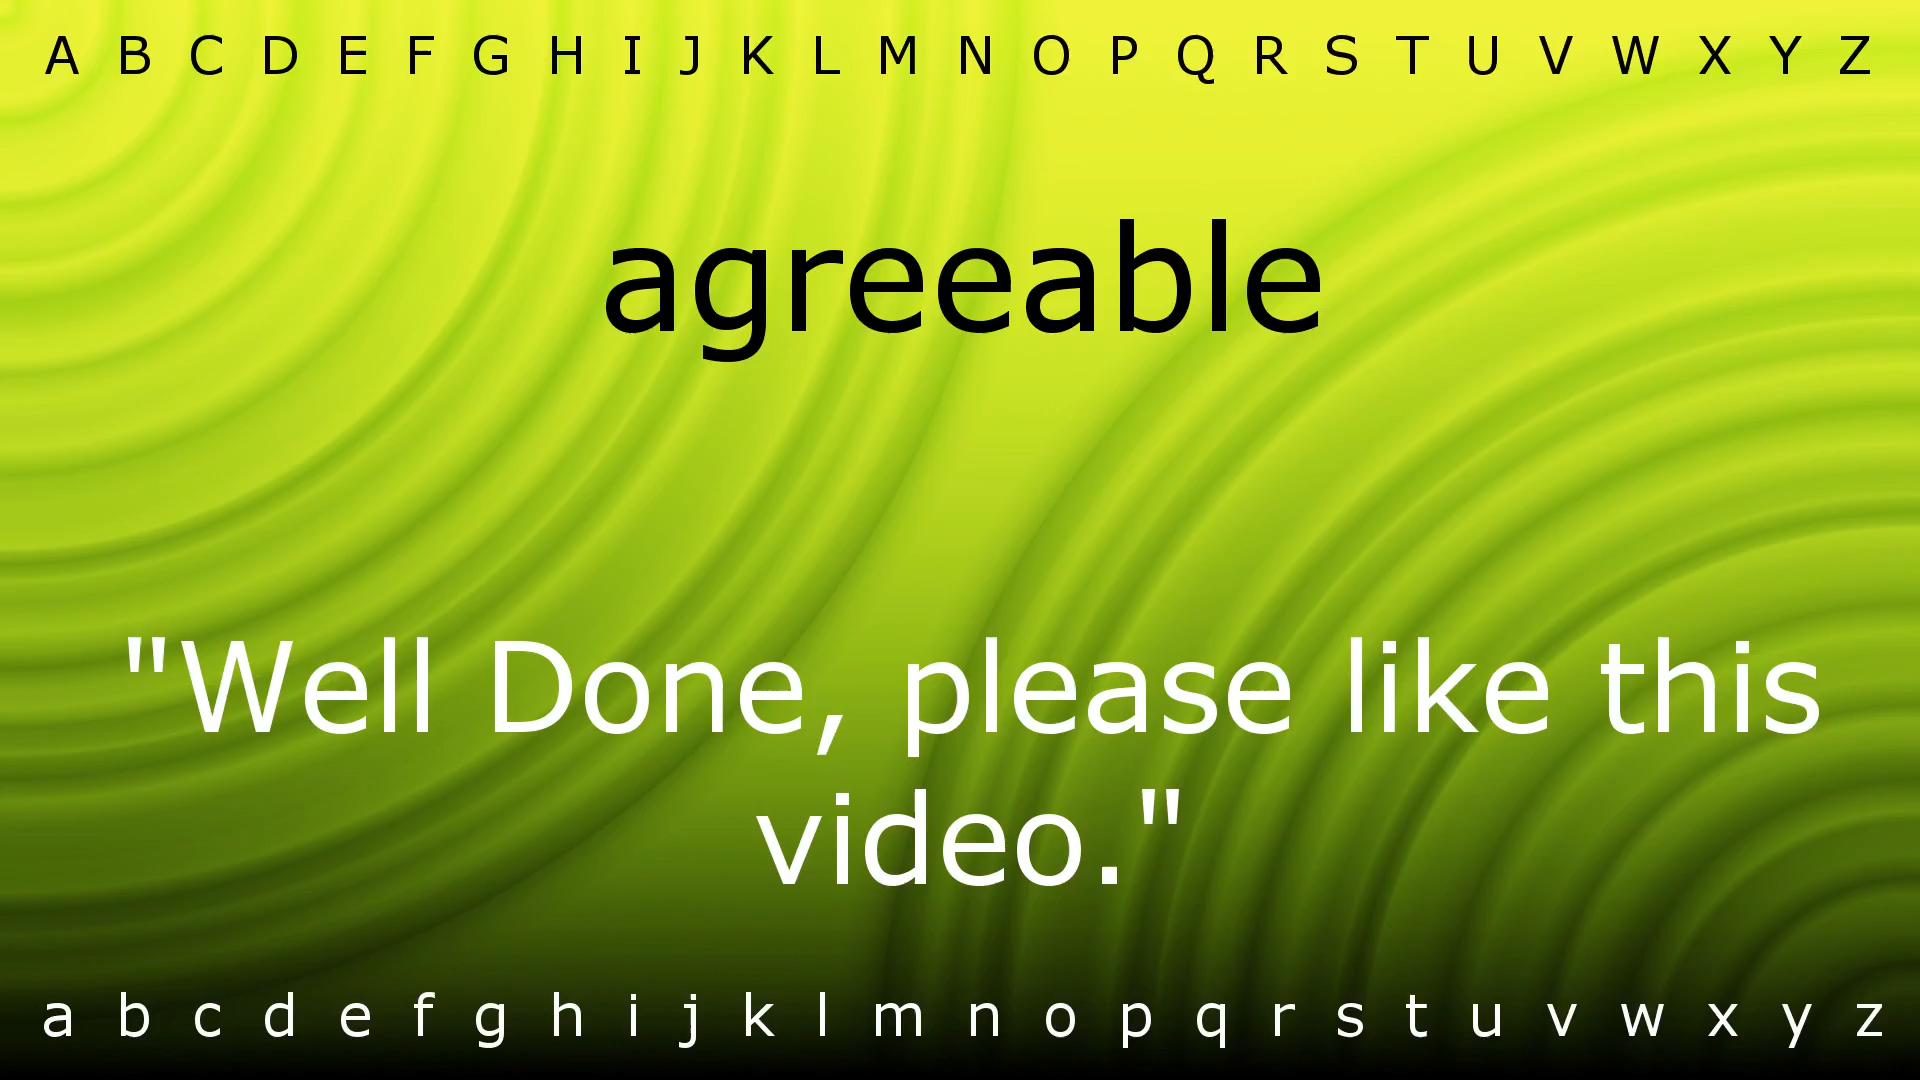 A B C D E F G H I J K L M N O P Q R S T U V W X Y Z
agreeable
"Well Done, please like this
video."
a b c d e f g h i j k l m n o p q r s t u v w x y z